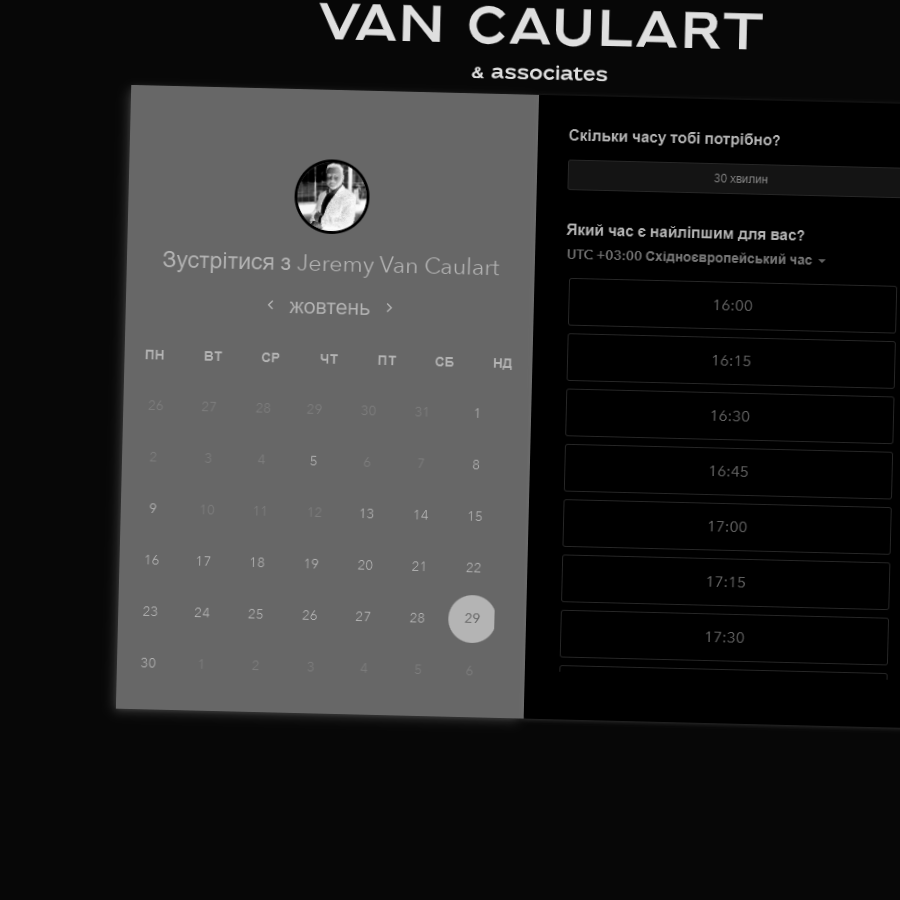 VAN CAULART
& associates
Зустрітися з Jeremy Van Caulart
жовтень
ПН ВТ СР ЧТ ПТ СБ НД
26 27 28 29 30 31 1
2 3 4 5 6 7 8
9 10 11 12 13 14 15
16 17 18 19 20 21 22
23 24 25 26 27 28 29
30 1 2 3 4 5 6
Скільки часу тобі потрібно?
30 хвилин
Який час є найліпшим для вас?
UTC +03:00 Східноєвропейський час
16:00
16:15
16:30
16:45
17:00
17:15
17:30